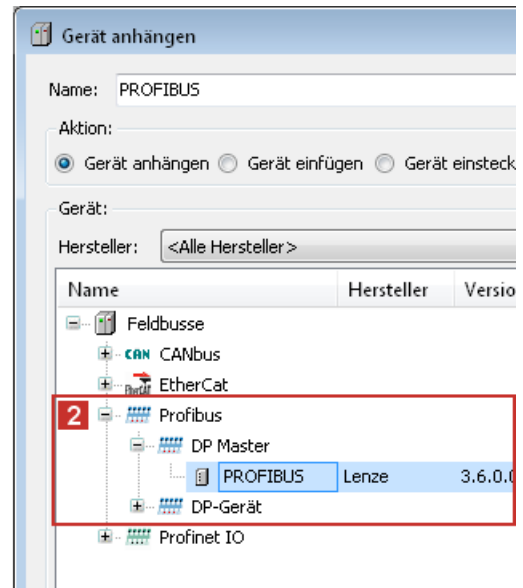 Gerät anhängen
Name: PROFIBUS
Aktion:
Gerät anhängen Gerät einfügen Gerät einsteck
Gerät:
Hersteller: <Alle Hersteller>
Name Hersteller Versio
Feldbusse
CAN CANbus
EtherCat
2 Profibus
DP Master
PROFIBUS Lenze 3.6.0.0
DP-Gerät
Profinet IO